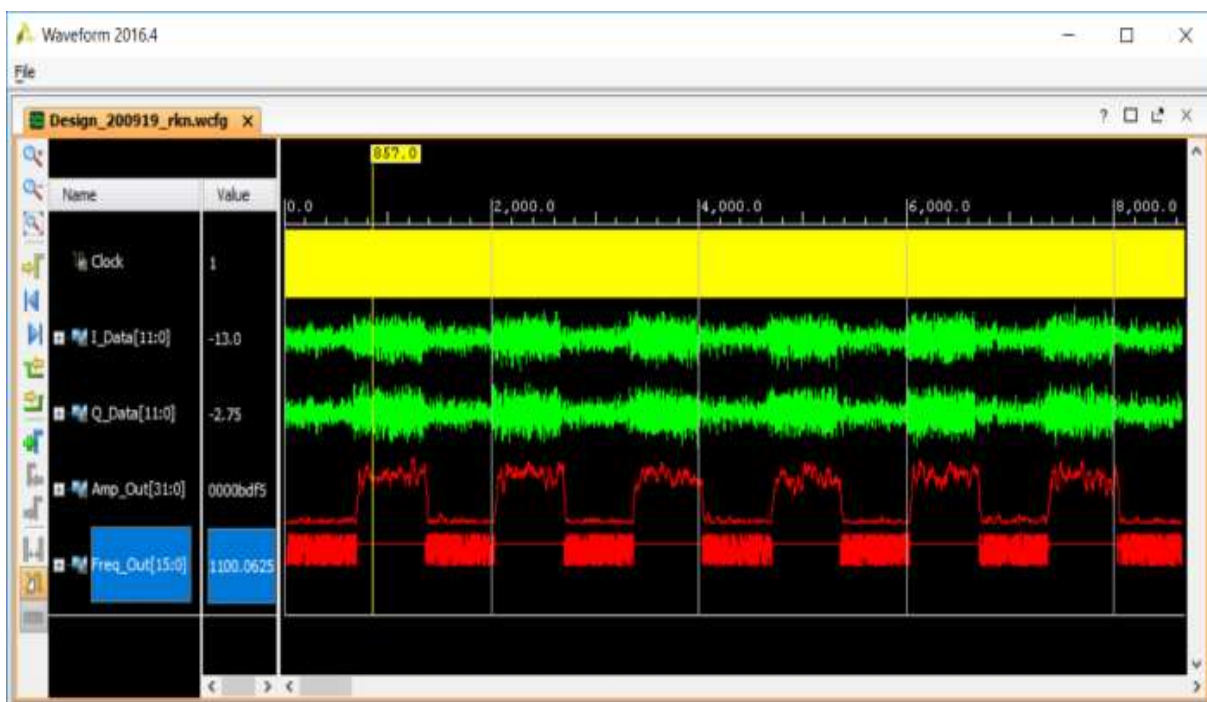 Waveform 2016.4
File
Design_200919_rkn.wcfg X
?
857.0
Name Value
0.0 2,000.0 4,000.0 6,000.0 8,000.0
Clock 1
I_Data[11:0] -13.0
Q_Data[11:0] -2.75
Amp_Out[31:0] 0000bdf5
Freq_Out[15:0] 1100.0625